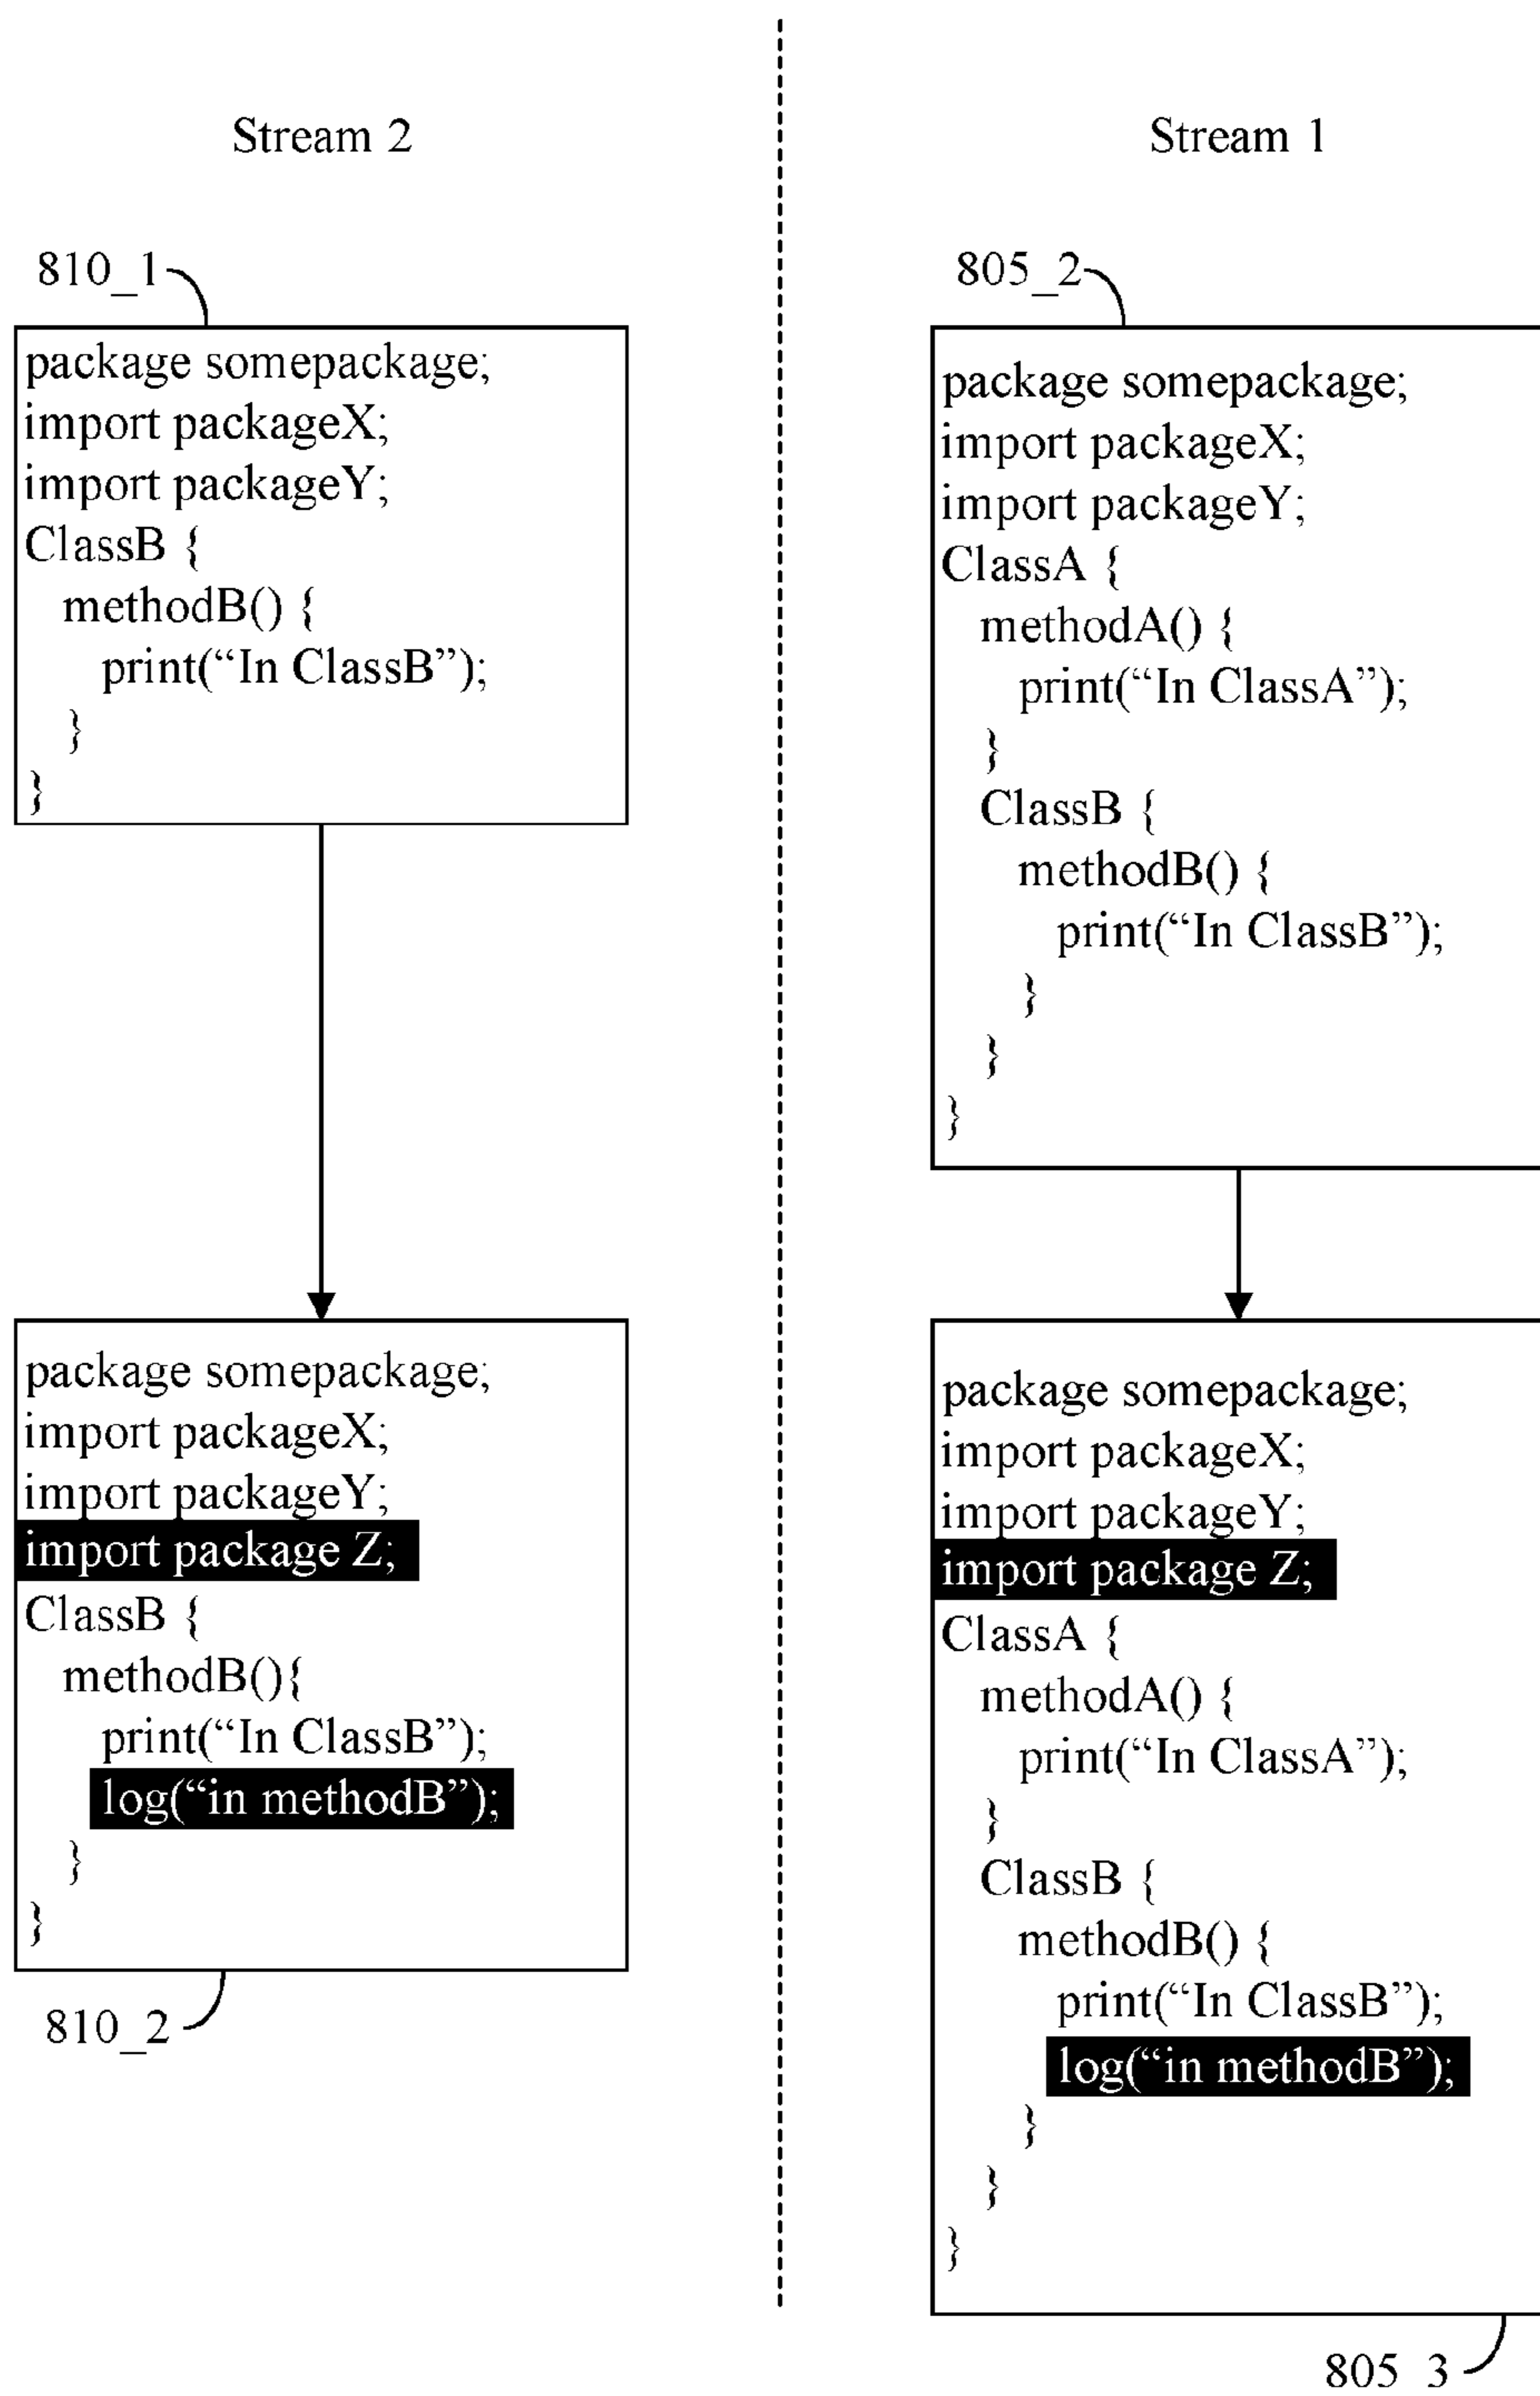 Stream 2
810_1
package somepackage;
import packageX;
import packageY;
ClassB {
methodB() {
print(“In ClassB”);
}
}
package somepackage;
import packageX;
import packageY;
import package Z;
ClassB {
methodB(){
print(“In ClassB”);
log(“in methodB”);
}
}
810_2
Stream 1
805_2
package somepackage;
import packageX;
import packageY;
ClassA {
methodA() {
print(“In ClassA”);
}
ClassB {
methodB() {
print(“In ClassB”);
}
}
}
package somepackage;
import packageX;
import packageY;
import package Z;
ClassA {
methodA() {
print(“In ClassA”);
}
ClassB {
methodB() {
print(“In ClassB”);
log(“in methodB”);
}
}
}
805_3